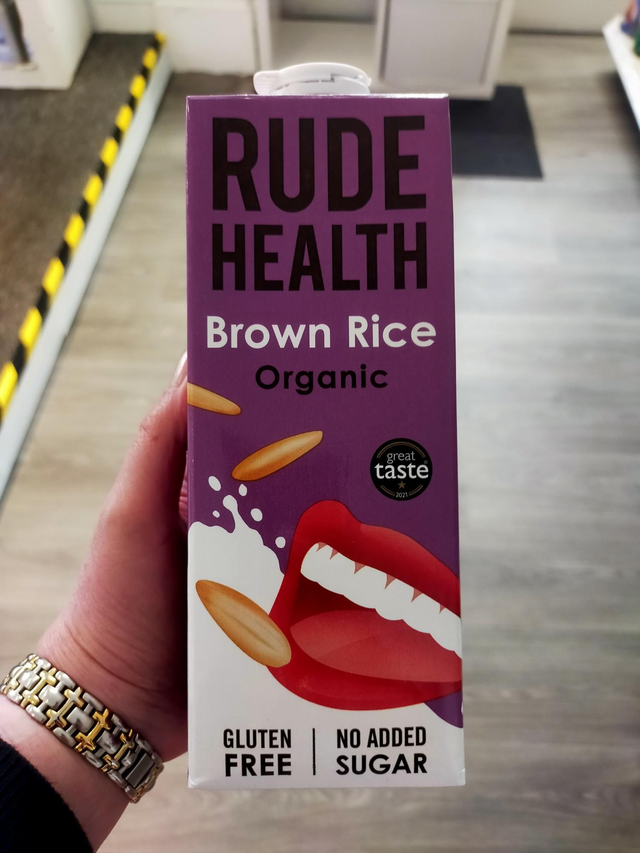 RUDE
HEALTH
Brown Rice
Organic
great
taste
2021
GLUTEN
FREE
NO ADDED
SUGAR